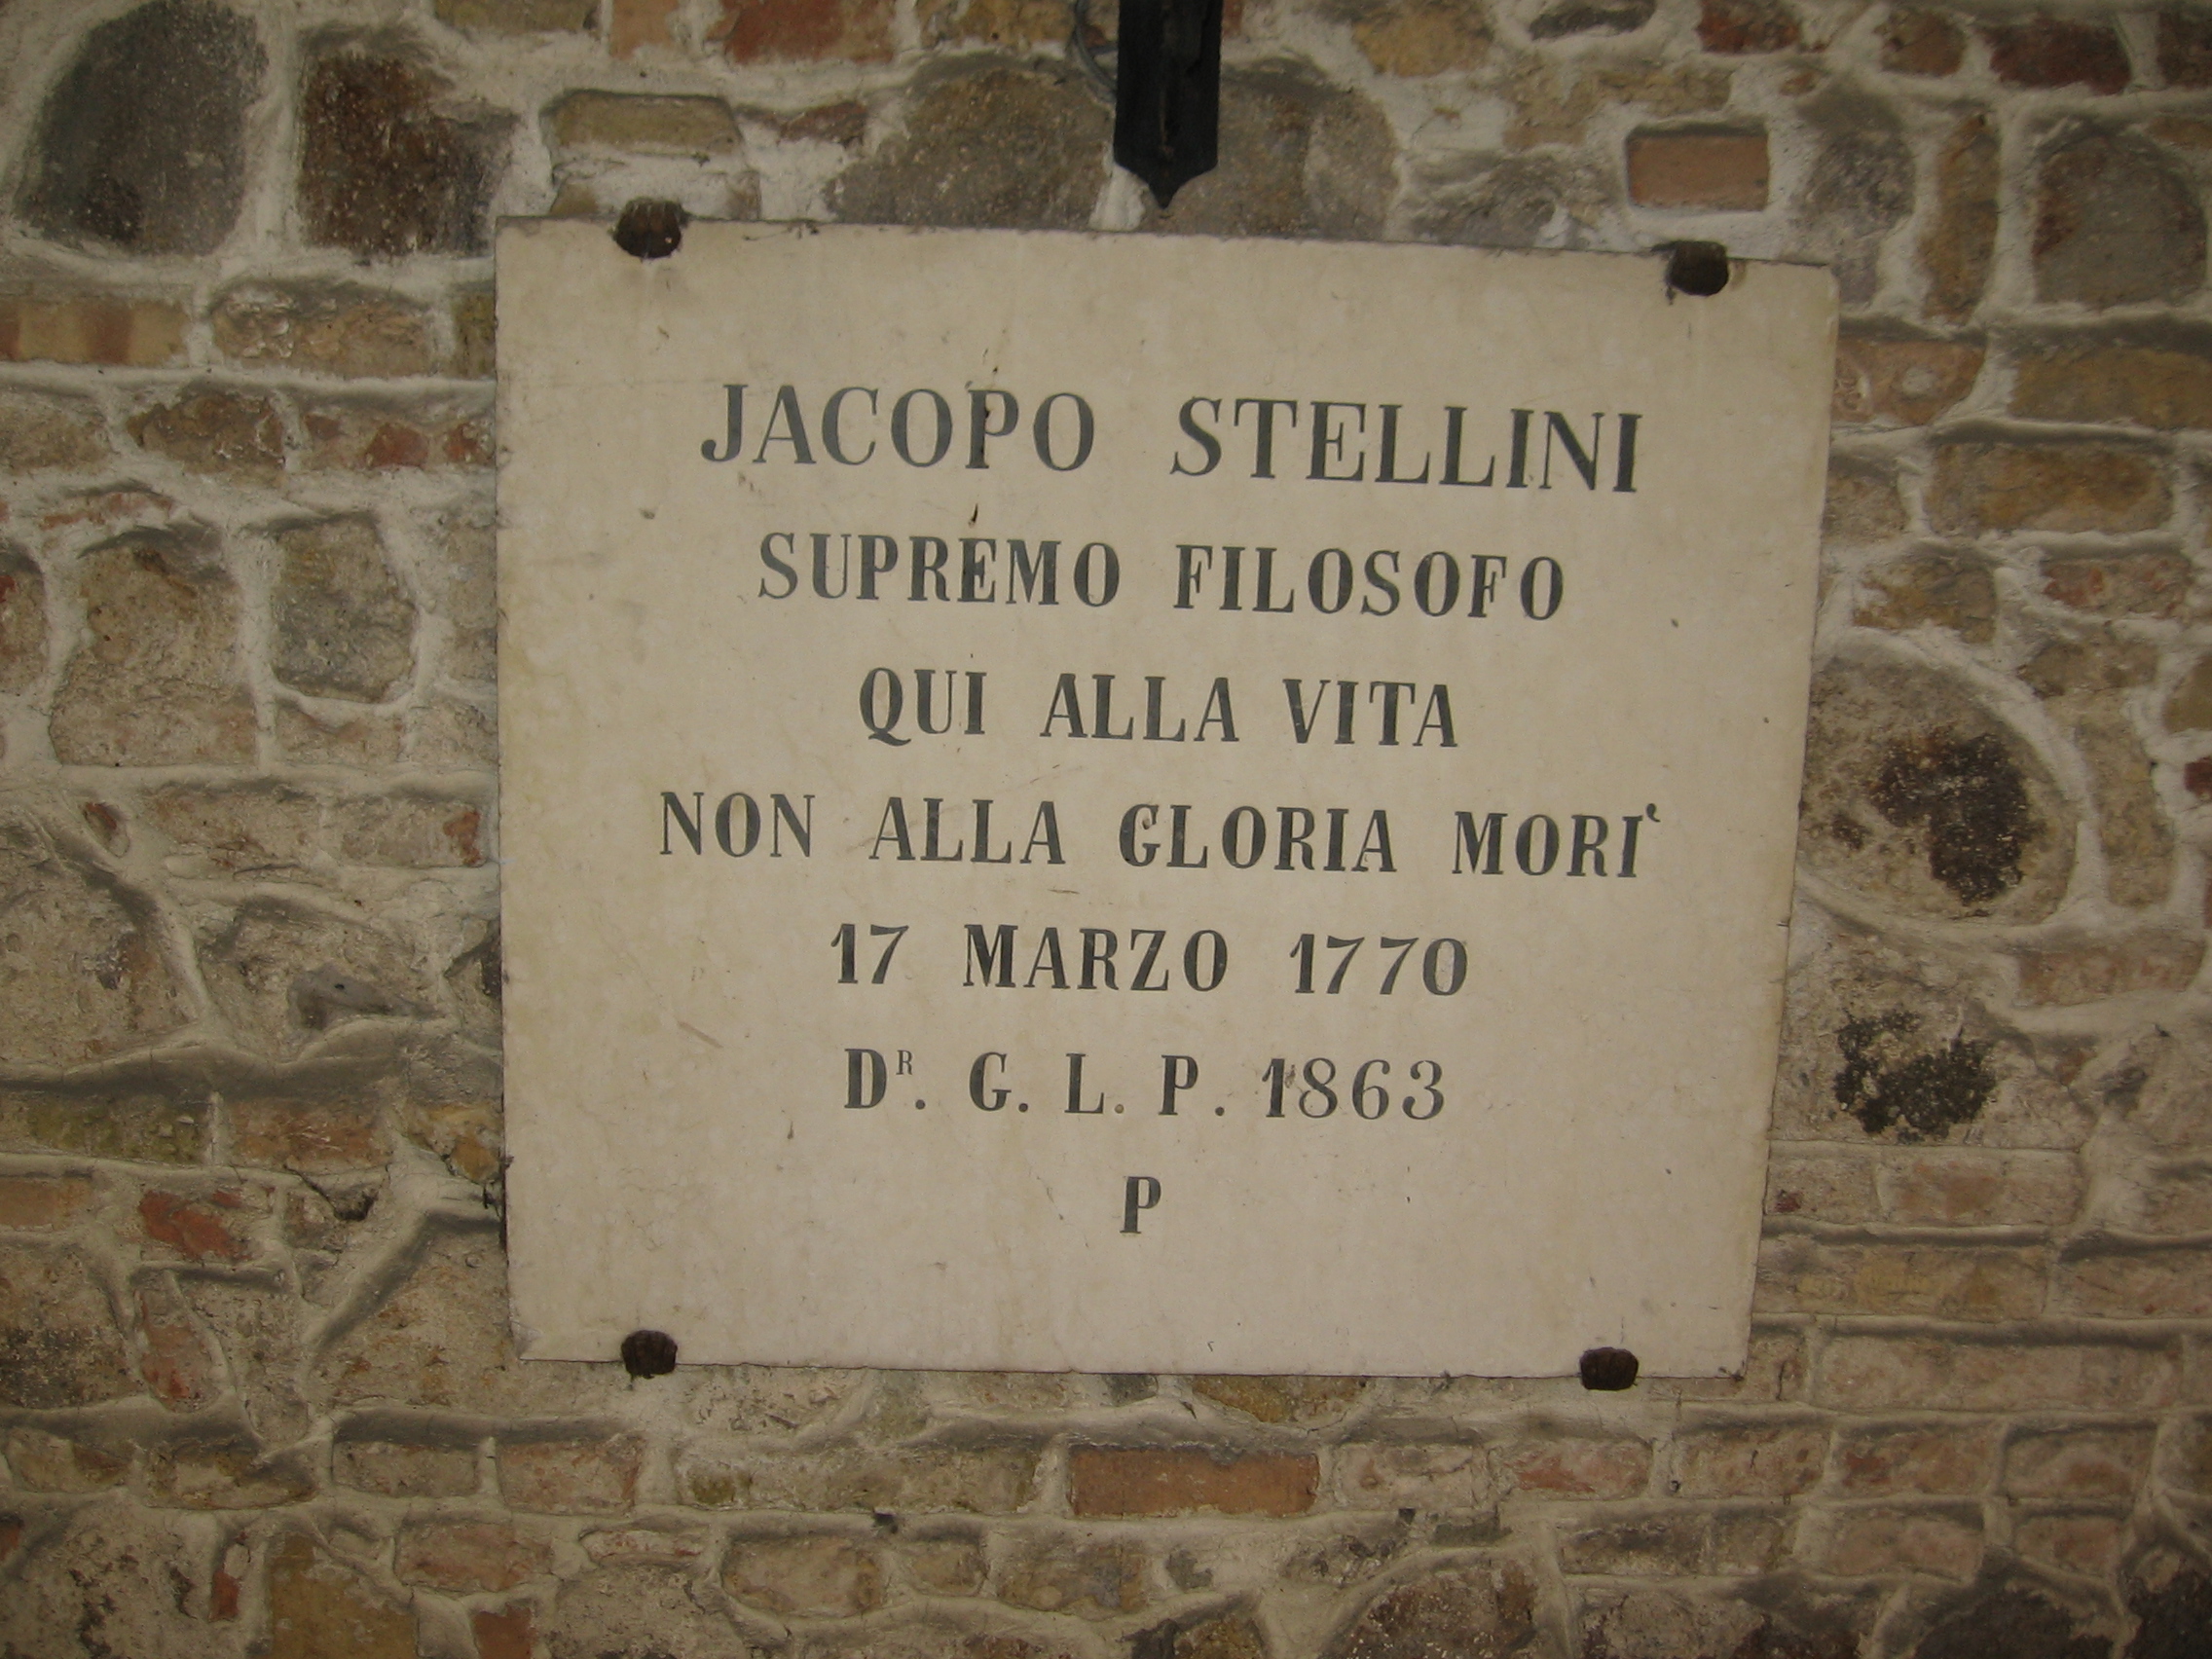 JACOPO STELLINI
SUPREMO FILOSOFO
QUI ALLA VITA
NON ALLA GLORIA MORI'
17 MARZO 1770
DR. G. L. P. 1863
P